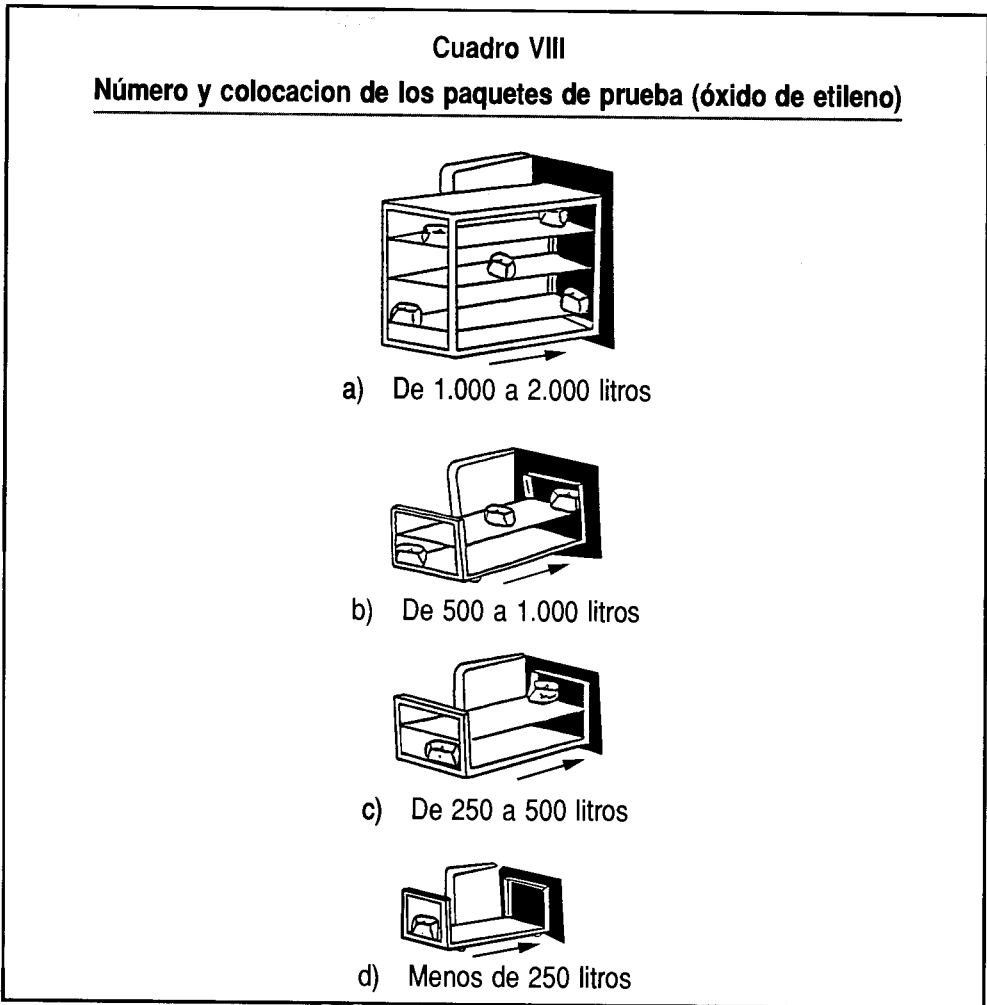 Cuadro VIII
Número y colocacion de los paquetes de prueba (óxido de etileno)
a) De 1.000 a 2.000 litros
b) De 500 a 1.000 litros
c) De 250 a 500 litros
d) Menos de 250 litros